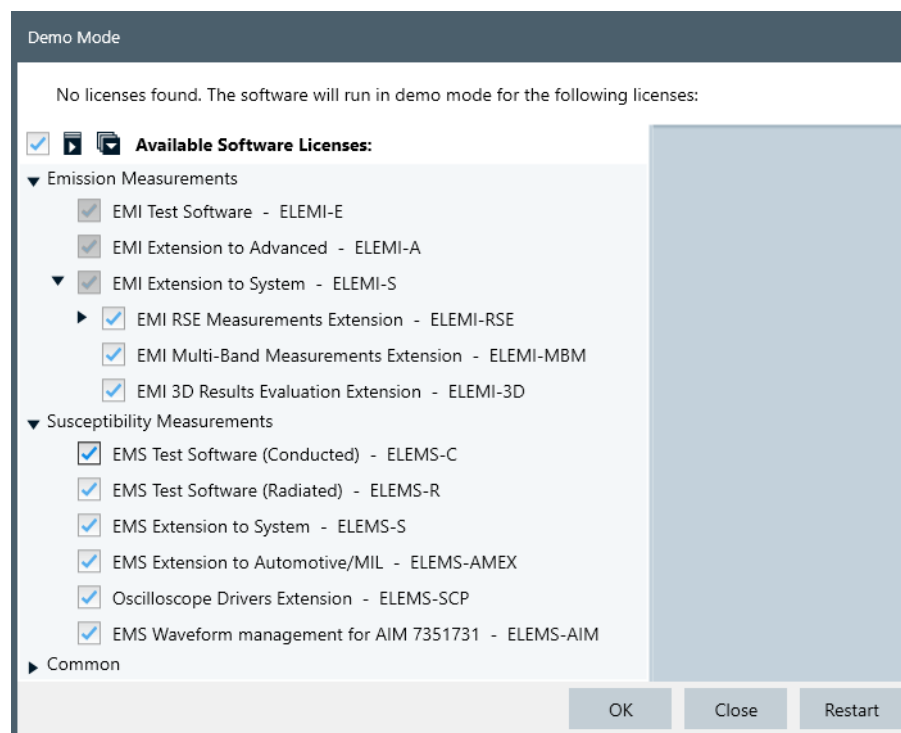 Demo Mode
No licenses found. The software will run in demo mode for the following licenses:
Available Software Licenses:
Emission Measurements
EMI Test Software - ELEMI-E
EMI Extension to Advanced - ELEMI-A
EMI Extension to System - ELEMI-S
EMI RSE Measurements Extension - ELEMI-RSE
EMI Multi-Band Measurements Extension - ELEMI-MBM
EMI 3D Results Evaluation Extension - ELEMI-3D
Susceptibility Measurements
EMS Test Software (Conducted) - ELEMS-C
EMS Test Software (Radiated) - ELEMS-R
EMS Extension to System - ELEMS-S
EMS Extension to Automotive/MIL - ELEMS-AMEX
Oscilloscope Drivers Extension - ELEMS-SCP
EMS Waveform management for AIM 7351731 - ELEMS-AIM
Common
OK Close Restart